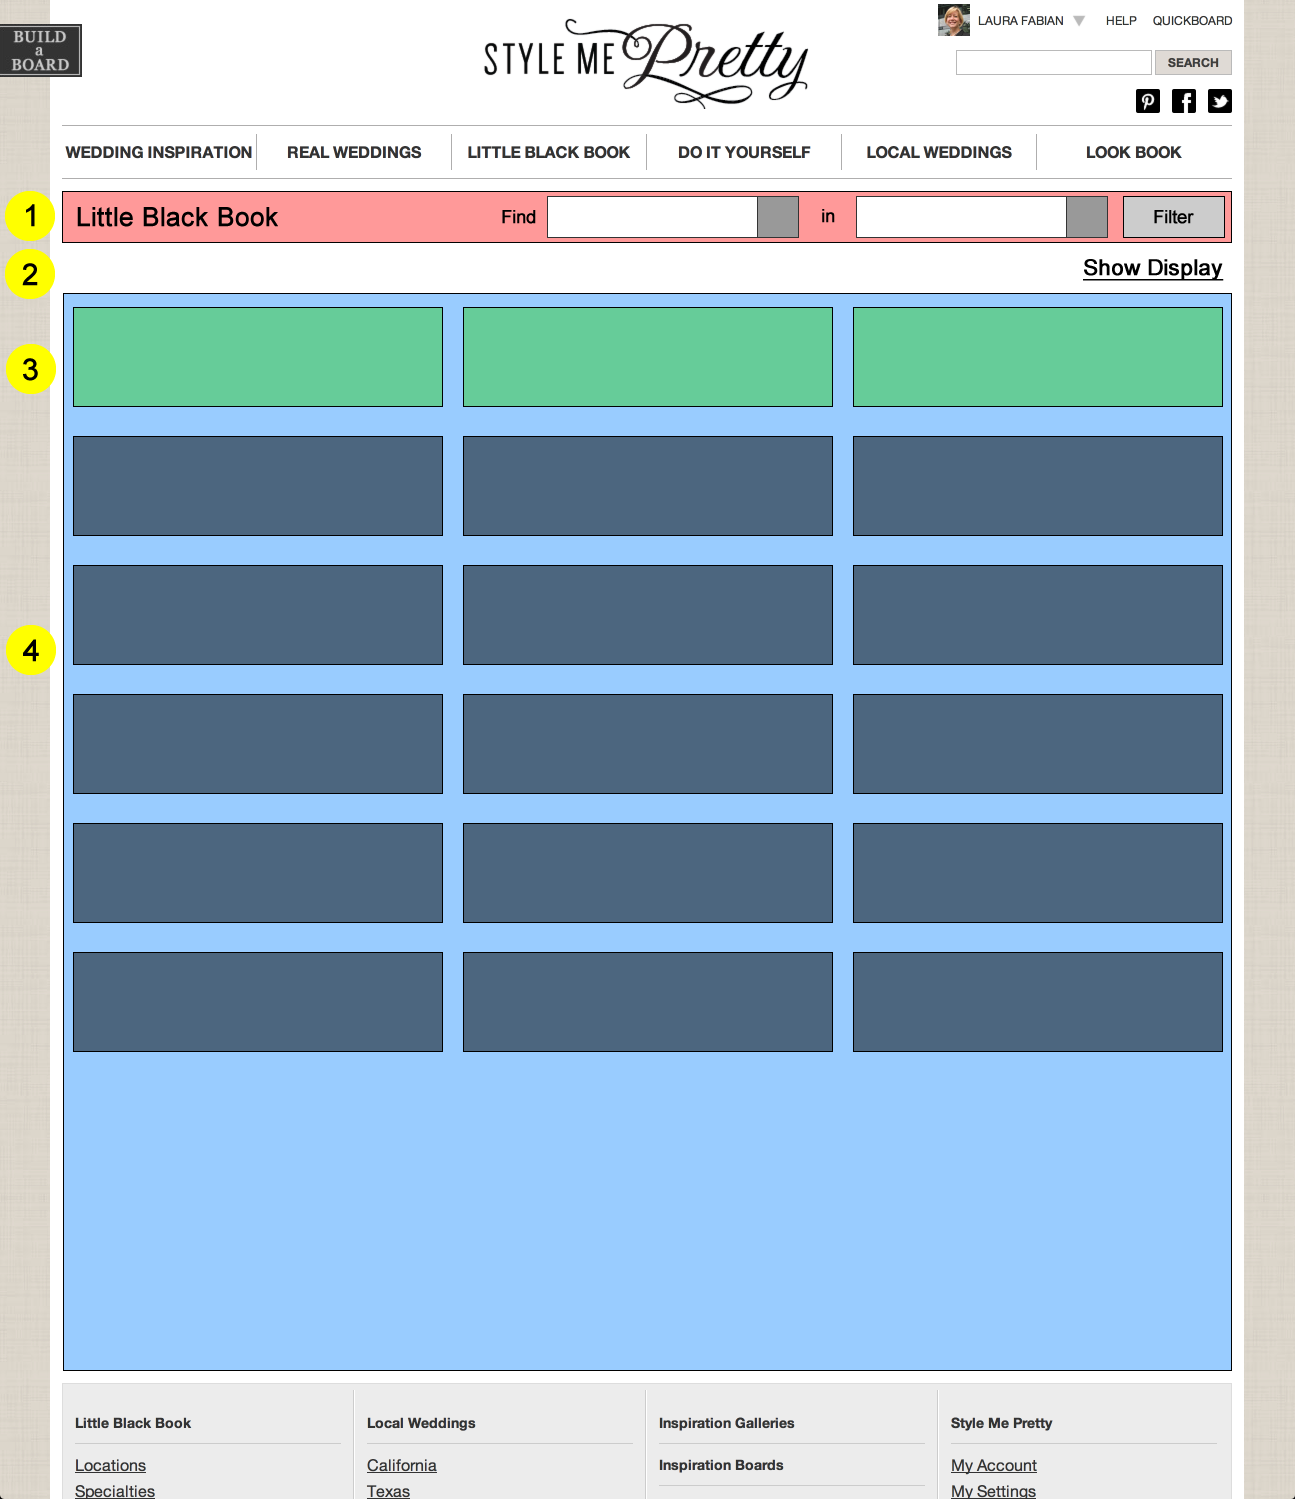 BUILD
a
BOARD
STYLE ME Pretty
LAURA FABIAN HELP QUICKBOARD
SEARCH
WEDDING INSPIRATION REAL WEDDINGS LITTLE BLACK BOOK DO IT YOURSELF LOCAL WEDDINGS LOOK BOOK
1 Little Black Book Find in Filter
2 Show Display
3
4
Little Black Book Local Weddings Inspiration Galleries Style Me Pretty
Locations California Inspiration Boards My Account
Specialties Texas My Settings